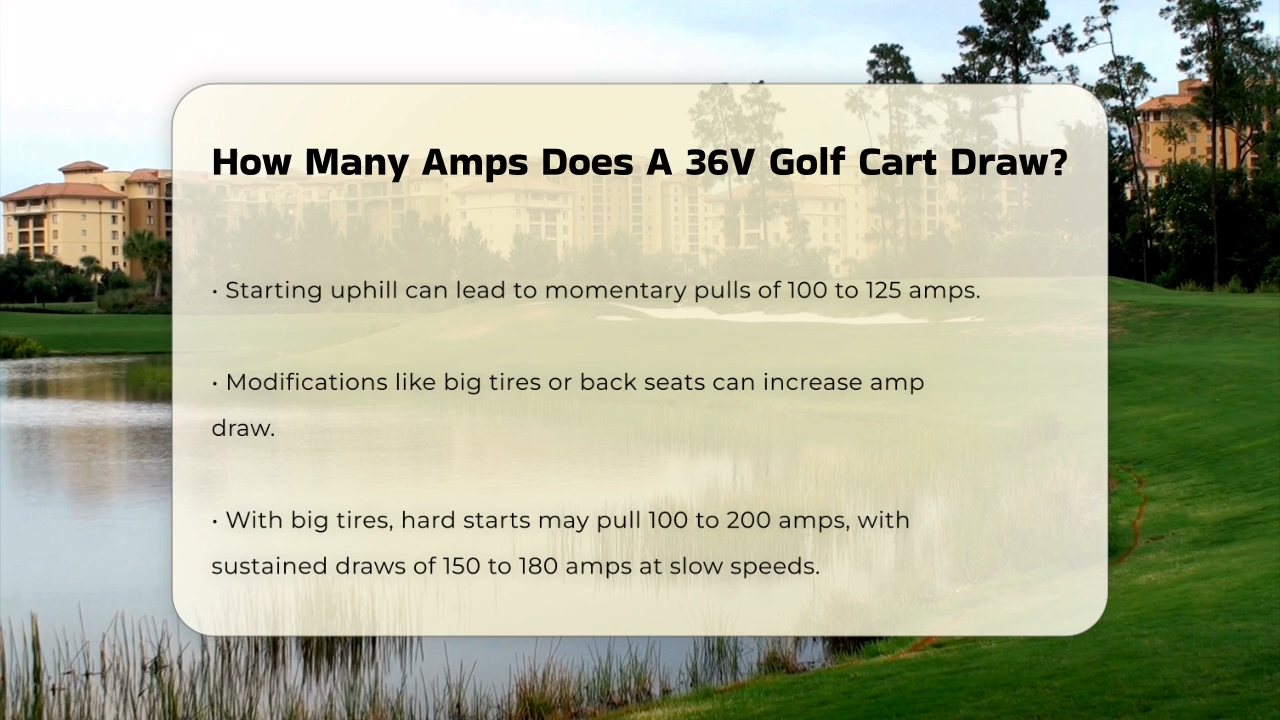 How Many Amps Does A 36V Golf Cart Draw?
• Starting uphill can lead to momentary pulls of 100 to 125 amps.
• Modifications like big tires or back seats can increase amp
draw.
• With big tires, hard starts may pull 100 to 200 amps, with
sustained draws of 150 to 180 amps at slow speeds.